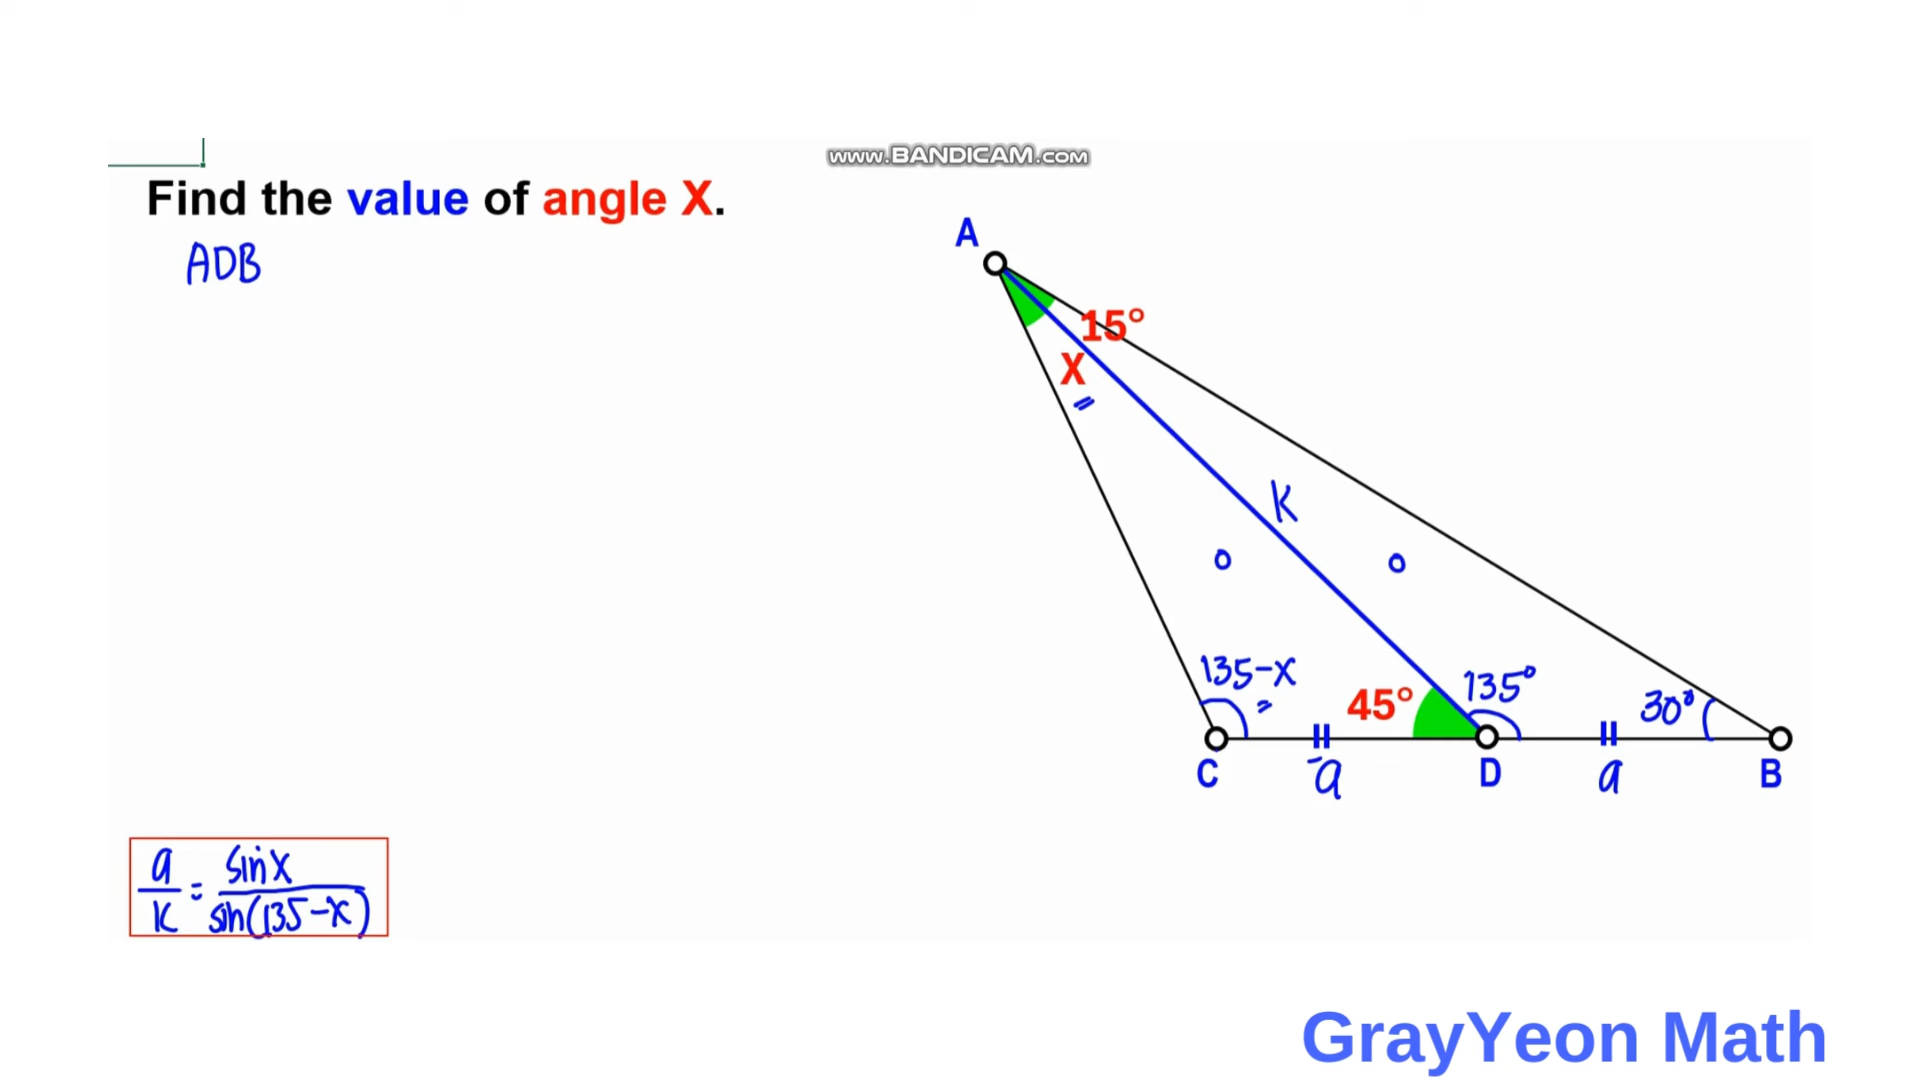 www.BANDICAM.com
Find the value of angle X.
ADB
A
15°
X
K
135-x
45°
135°
30°
C
a
D
a
B
a/k = sin x/sin(135-x)
GrayYeon Math